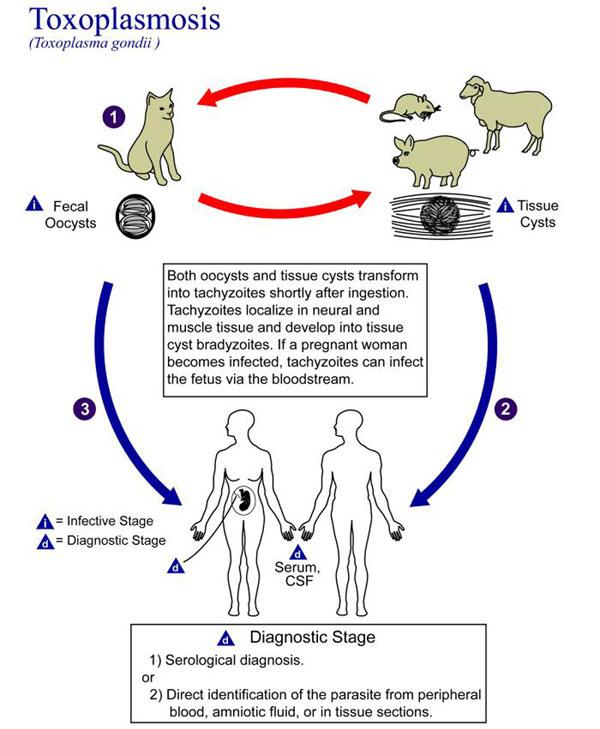 Toxoplasmosis
(Toxoplasma gondii )
1
i Fecal
Oocysts
i Tissue
Cysts
Both oocysts and tissue cysts transform
into tachyzoites shortly after ingestion.
Tachyzoites localize in neural and
muscle tissue and develop into tissue
cyst bradyzoites. If a pregnant woman
becomes infected, tachyzoites can infect
the fetus via the bloodstream.
3
2
i = Infective Stage
d = Diagnostic Stage
d
d
Serum,
CSF
d Diagnostic Stage
1) Serological diagnosis.
or
2) Direct identification of the parasite from peripheral
blood, amniotic fluid, or in tissue sections.